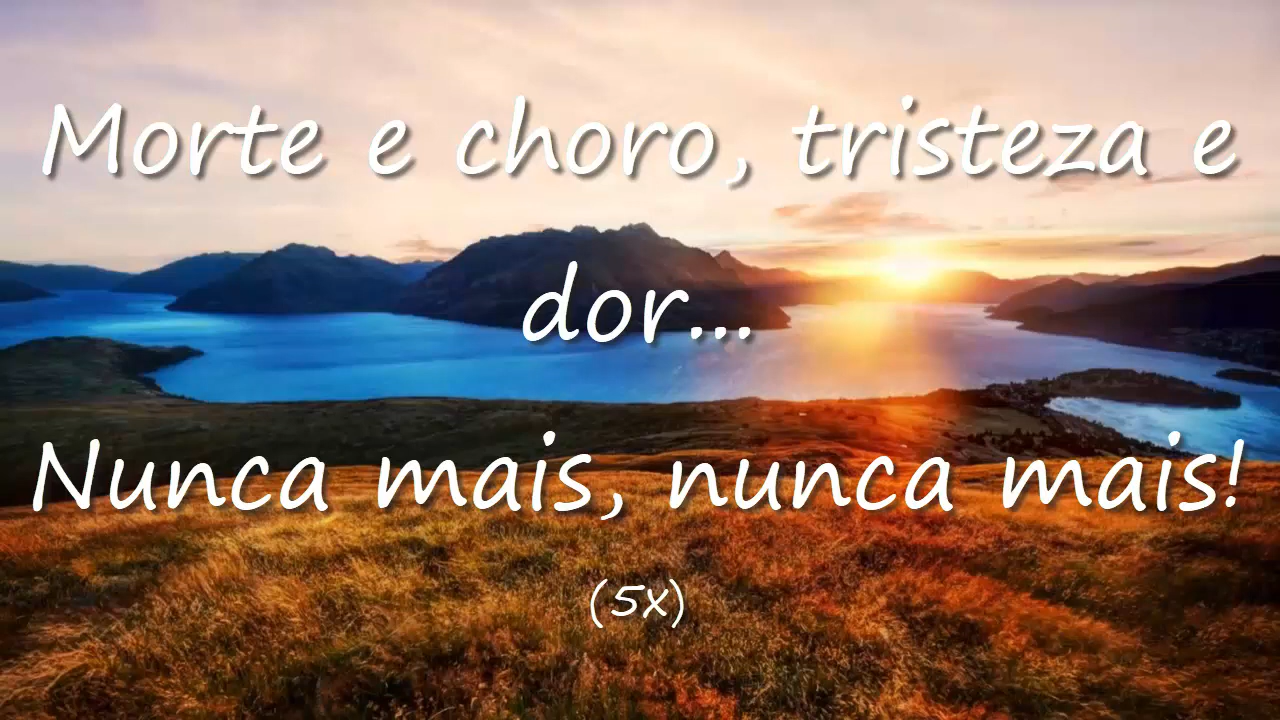 Morte e choro, tristeza e
dor...
Nunca mais, nunca mais!
(5x)